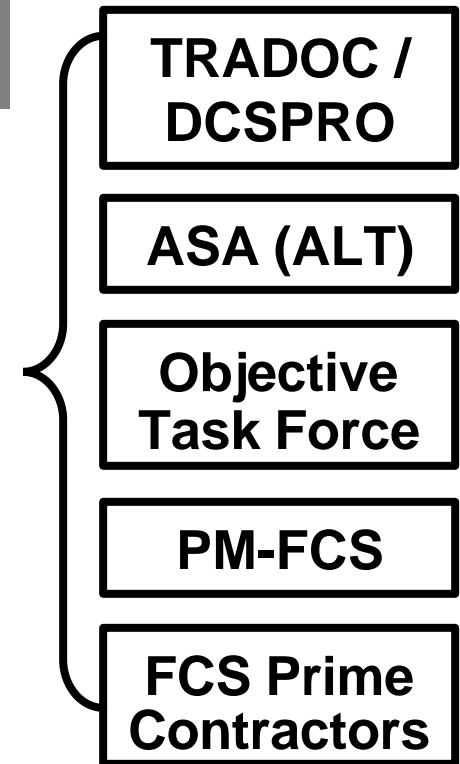 TRADOC /
DCSPRO
ASA (ALT)
Objective
Task Force
PM-FCS
FCS Prime
Contractors